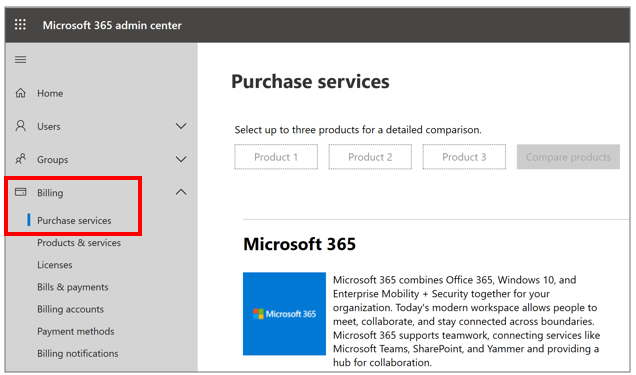 Microsoft 365 admin center
Home
Users
Groups
Billing
Purchase services
Products & services
Licenses
Bills & payments
Billing accounts
Payment methods
Billing notifications
Purchase services
Select up to three products for a detailed comparison.
Product 1
Product 2
Product 3
Compare products
Microsoft 365
Microsoft 365
Microsoft 365 combines Office 365, Windows 10, and
Enterprise Mobility + Security together for your
organization. Today's modern workspace allows people to
meet, collaborate, and stay connected across boundaries.
Microsoft 365 supports teamwork, connecting services like
Microsoft Teams, SharePoint, and Yammer and providing a
hub for collaboration.